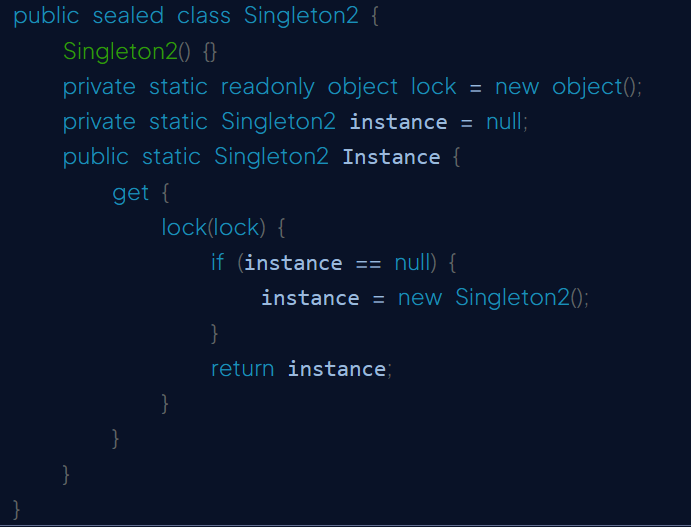 public sealed class Singleton2 {
Singleton2() {}
private static readonly object lock = new object();
private static Singleton2 instance = null;
public static Singleton2 Instance {
get {
lock(lock) {
if (instance == null) {
instance = new Singleton2();
}
return instance;
}
}
}
}